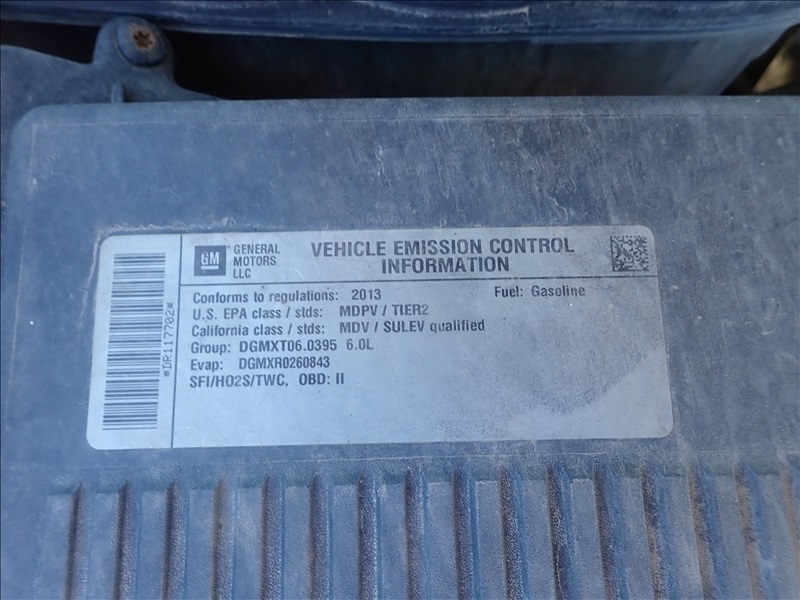 GM
GENERAL
MOTORS
LLC
VEHICLE EMISSION CONTROL
INFORMATION
Conforms to regulations: 2013 Fuel: Gasoline
U.S. EPA class / stds: MDPV / TIER2
California class / stds: MDV / SULEV qualified
Group: DGMXT06.0395 6.0L
Evap: DGMXR0260843
SFI/HO2S/TWC, OBD: II
*DR117702*